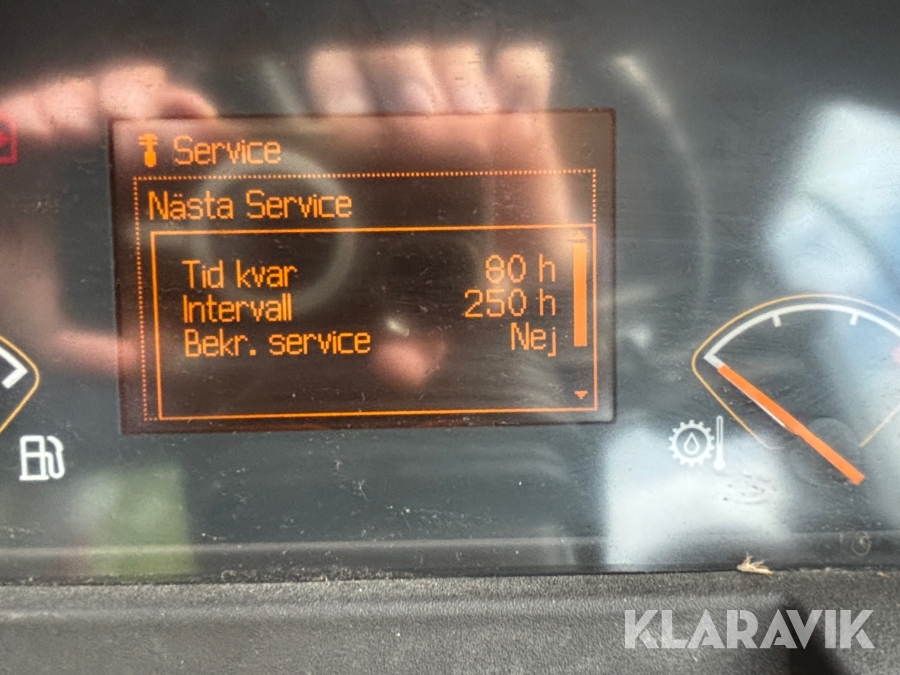 Service
Nästa Service
Tid kvar 80 h
Intervall 250 h
Bekr. service Nej
KLARAVIK